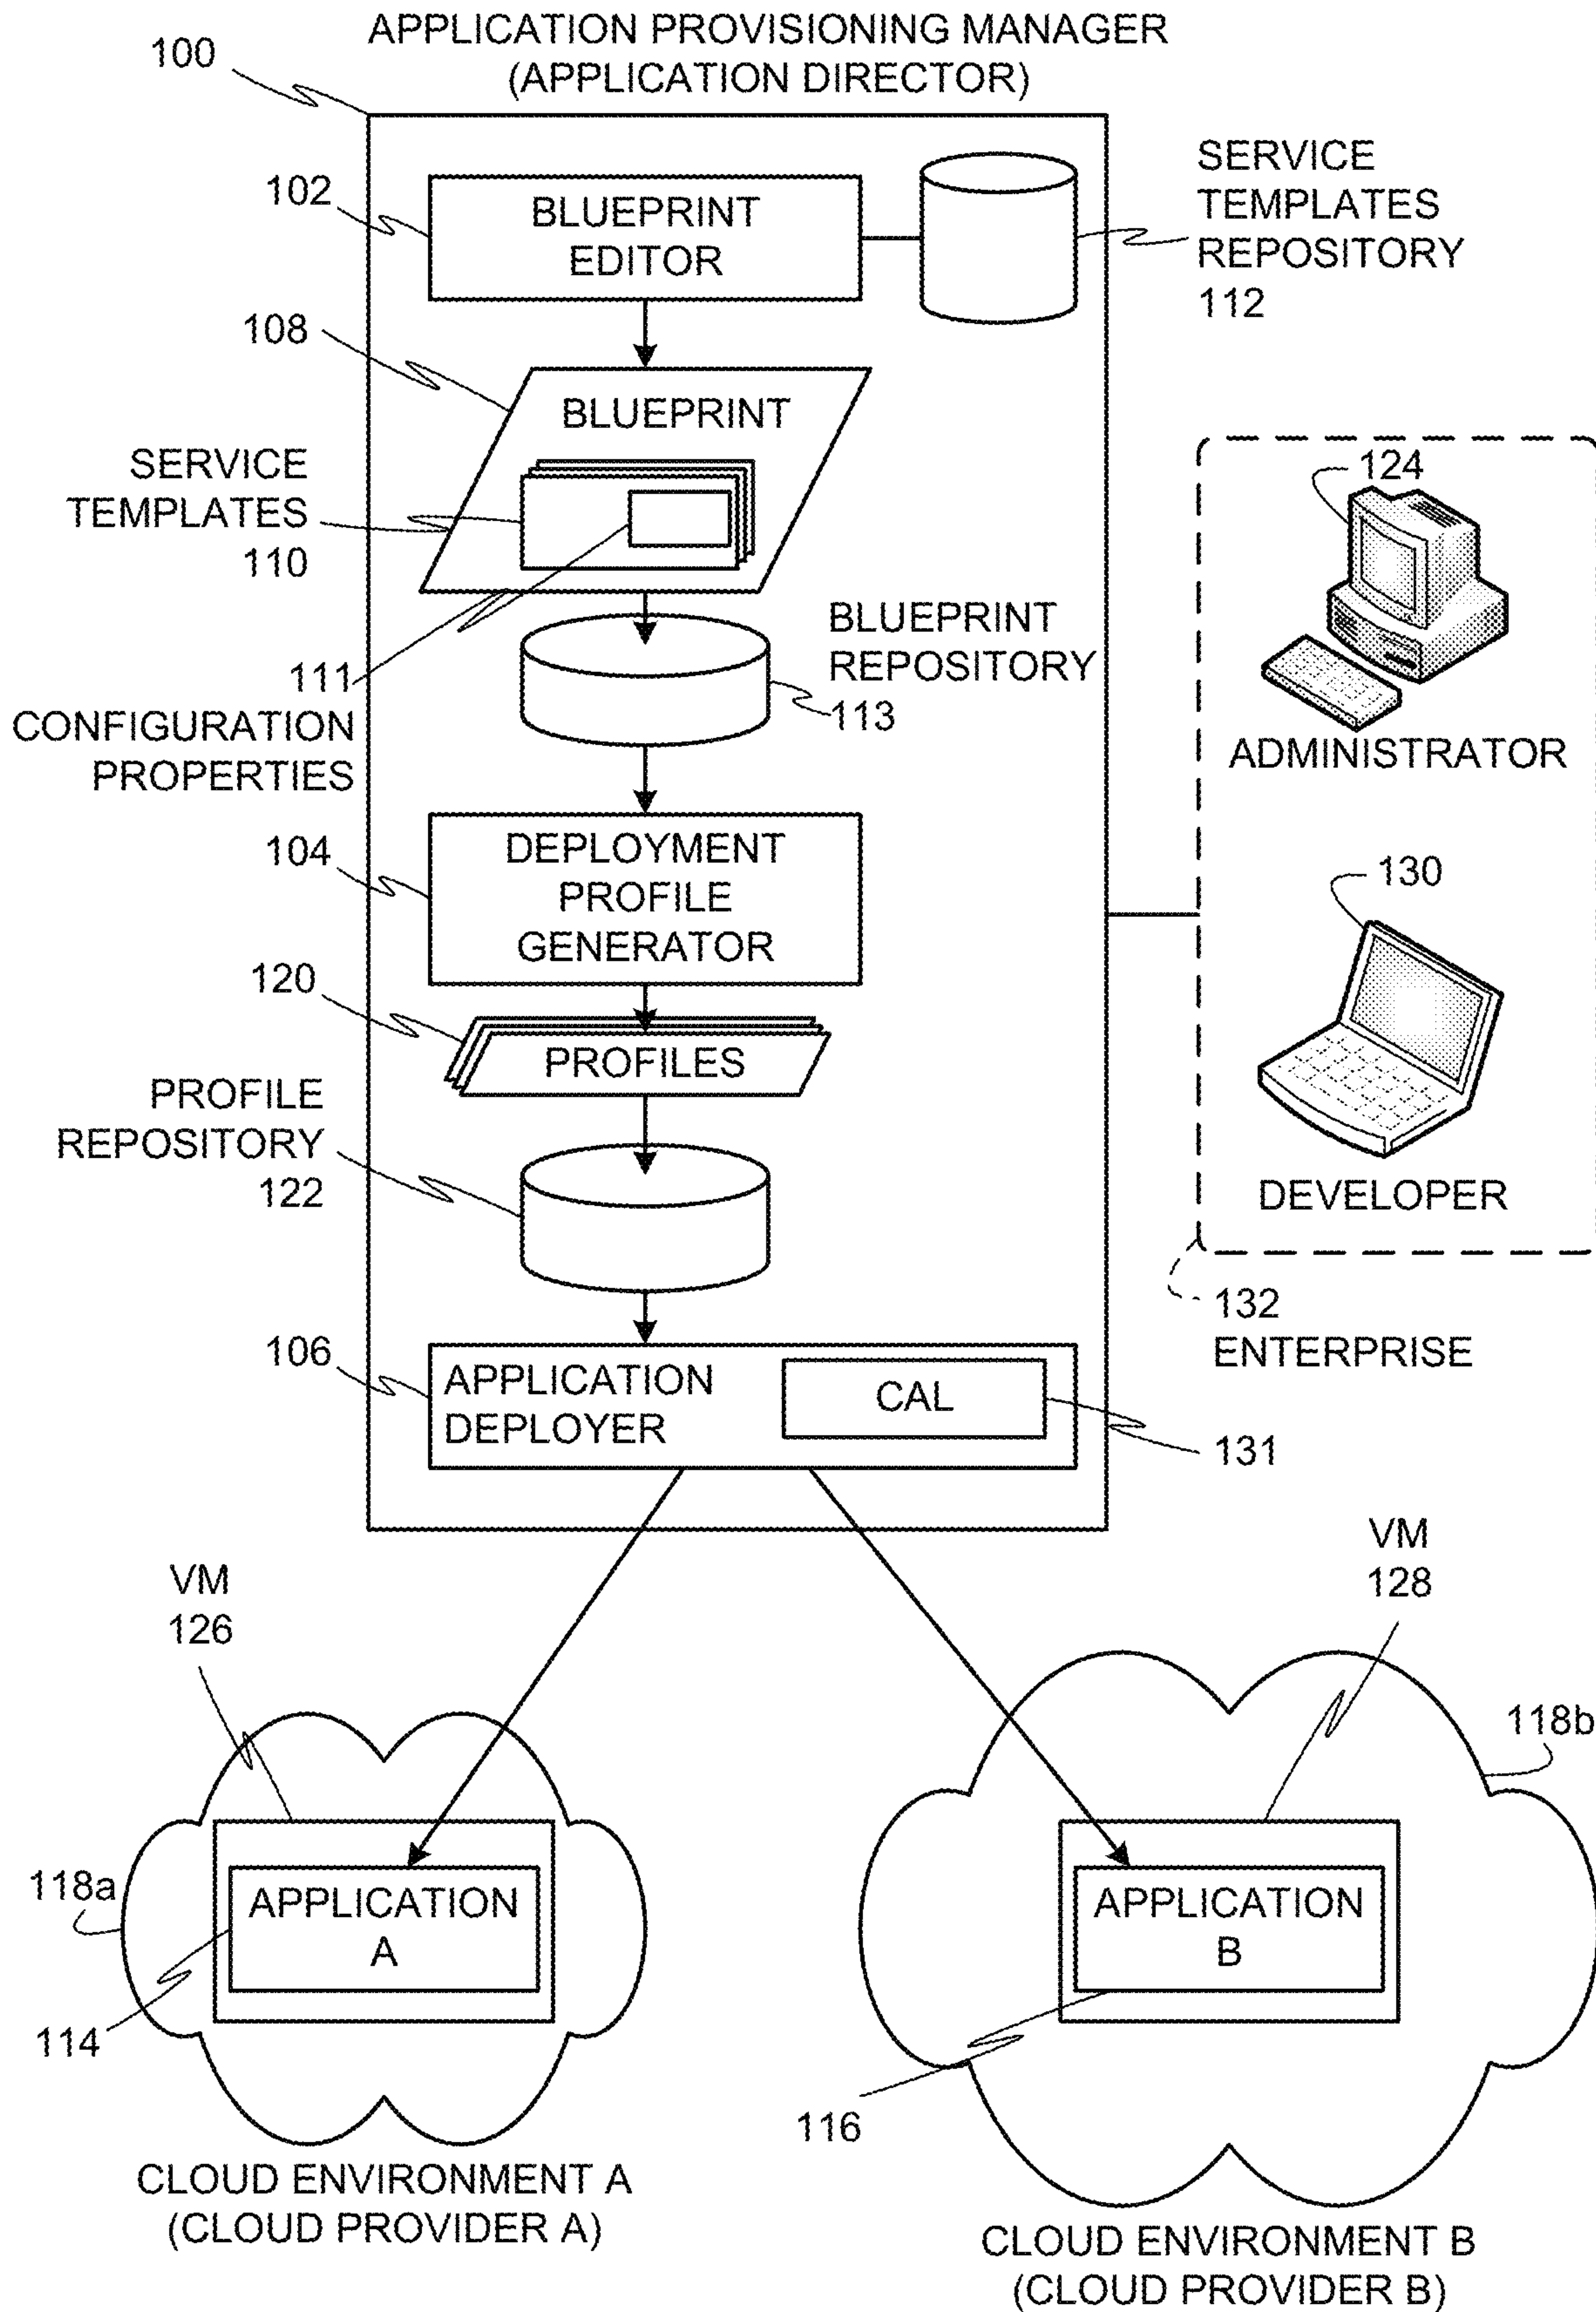 APPLICATION PROVISIONING MANAGER
(APPLICATION DIRECTOR)
100
102
BLUEPRINT
EDITOR
SERVICE
TEMPLATES
REPOSITORY
112
108
BLUEPRINT
SERVICE
TEMPLATES
110
111
CONFIGURATION
PROPERTIES
BLUEPRINT
REPOSITORY
113
124
ADMINISTRATOR
104
DEPLOYMENT
PROFILE
GENERATOR
130
120
PROFILES
PROFILE
REPOSITORY
122
DEVELOPER
132
ENTERPRISE
106
APPLICATION
DEPLOYER
CAL
131
VM
126
VM
128
118a
APPLICATION
A
114
118b
APPLICATION
B
116
CLOUD ENVIRONMENT A
(CLOUD PROVIDER A)
CLOUD ENVIRONMENT B
(CLOUD PROVIDER B)